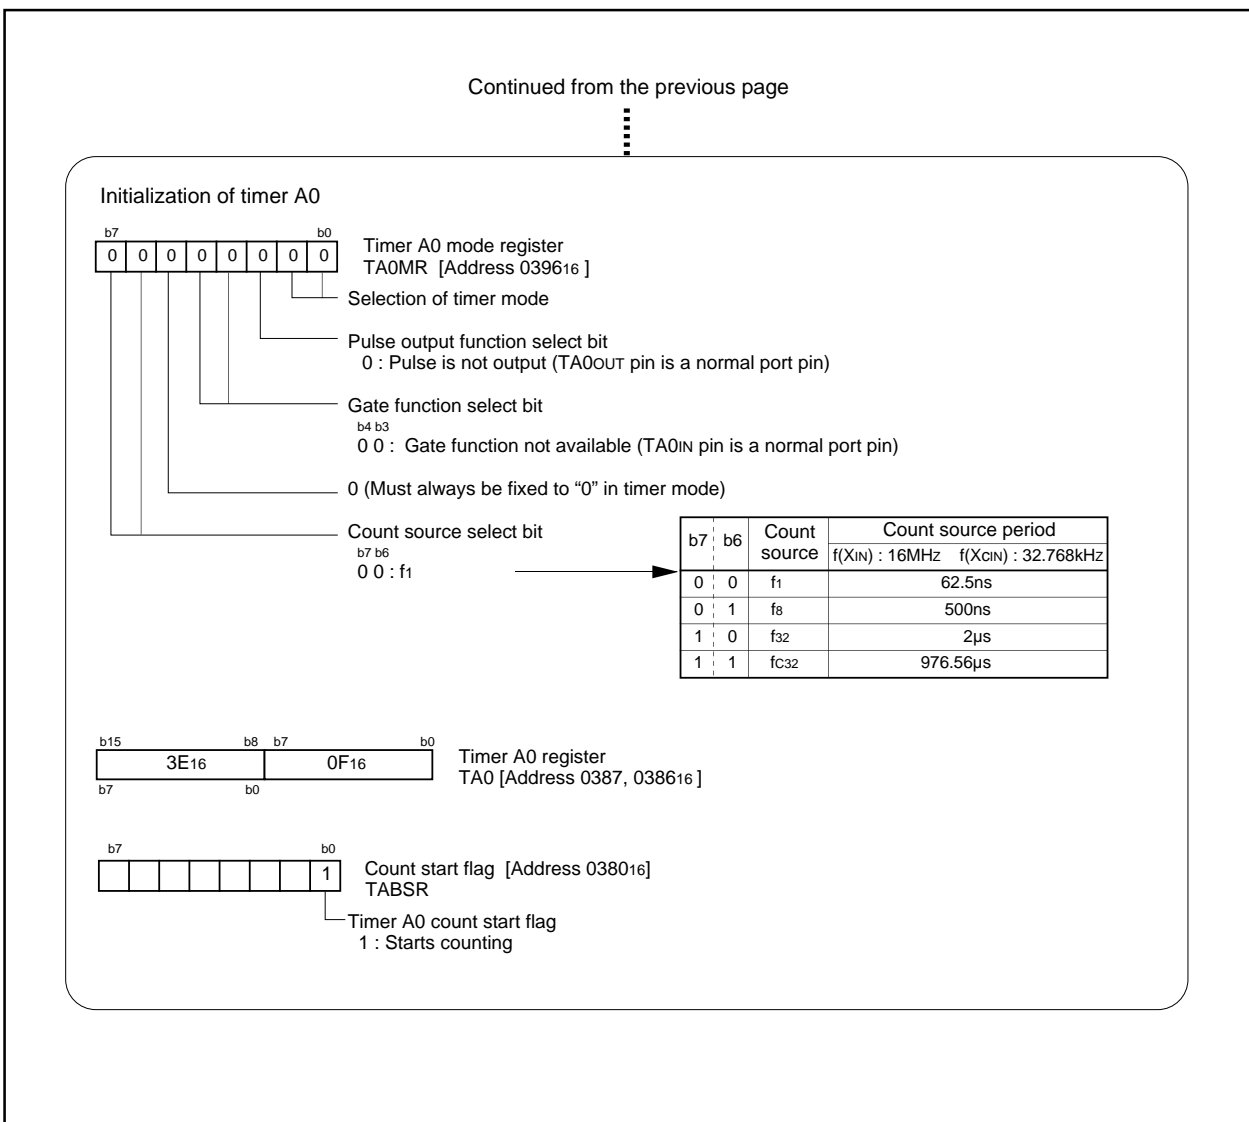 Continued from the previous page
Initialization of timer A0
b7 b0
0 0 0 0 0 0 0 0
Timer A0 mode register
TA0MR [Address 039616 ]
Selection of timer mode
Pulse output function select bit
0 : Pulse is not output (TA0OUT pin is a normal port pin)
Gate function select bit
b4 b3
0 0 : Gate function not available (TA0IN pin is a normal port pin)
0 (Must always be fixed to “0” in timer mode)
Count source select bit
b7 b6
0 0 : f1
b7 b6 Count source Count source period
f(XIN) : 16MHZ f(XCIN) : 32.768kHZ
0 0 f1 62.5ns
0 1 f8 500ns
1 0 f32 2µs
1 1 fC32 976.56µs
b15 b8 b7 b0
3E16 0F16
b7 b0
Timer A0 register
TA0 [Address 0387, 038616 ]
b7 b0
1
Count start flag [Address 038016]
TABSR
Timer A0 count start flag
1 : Starts counting